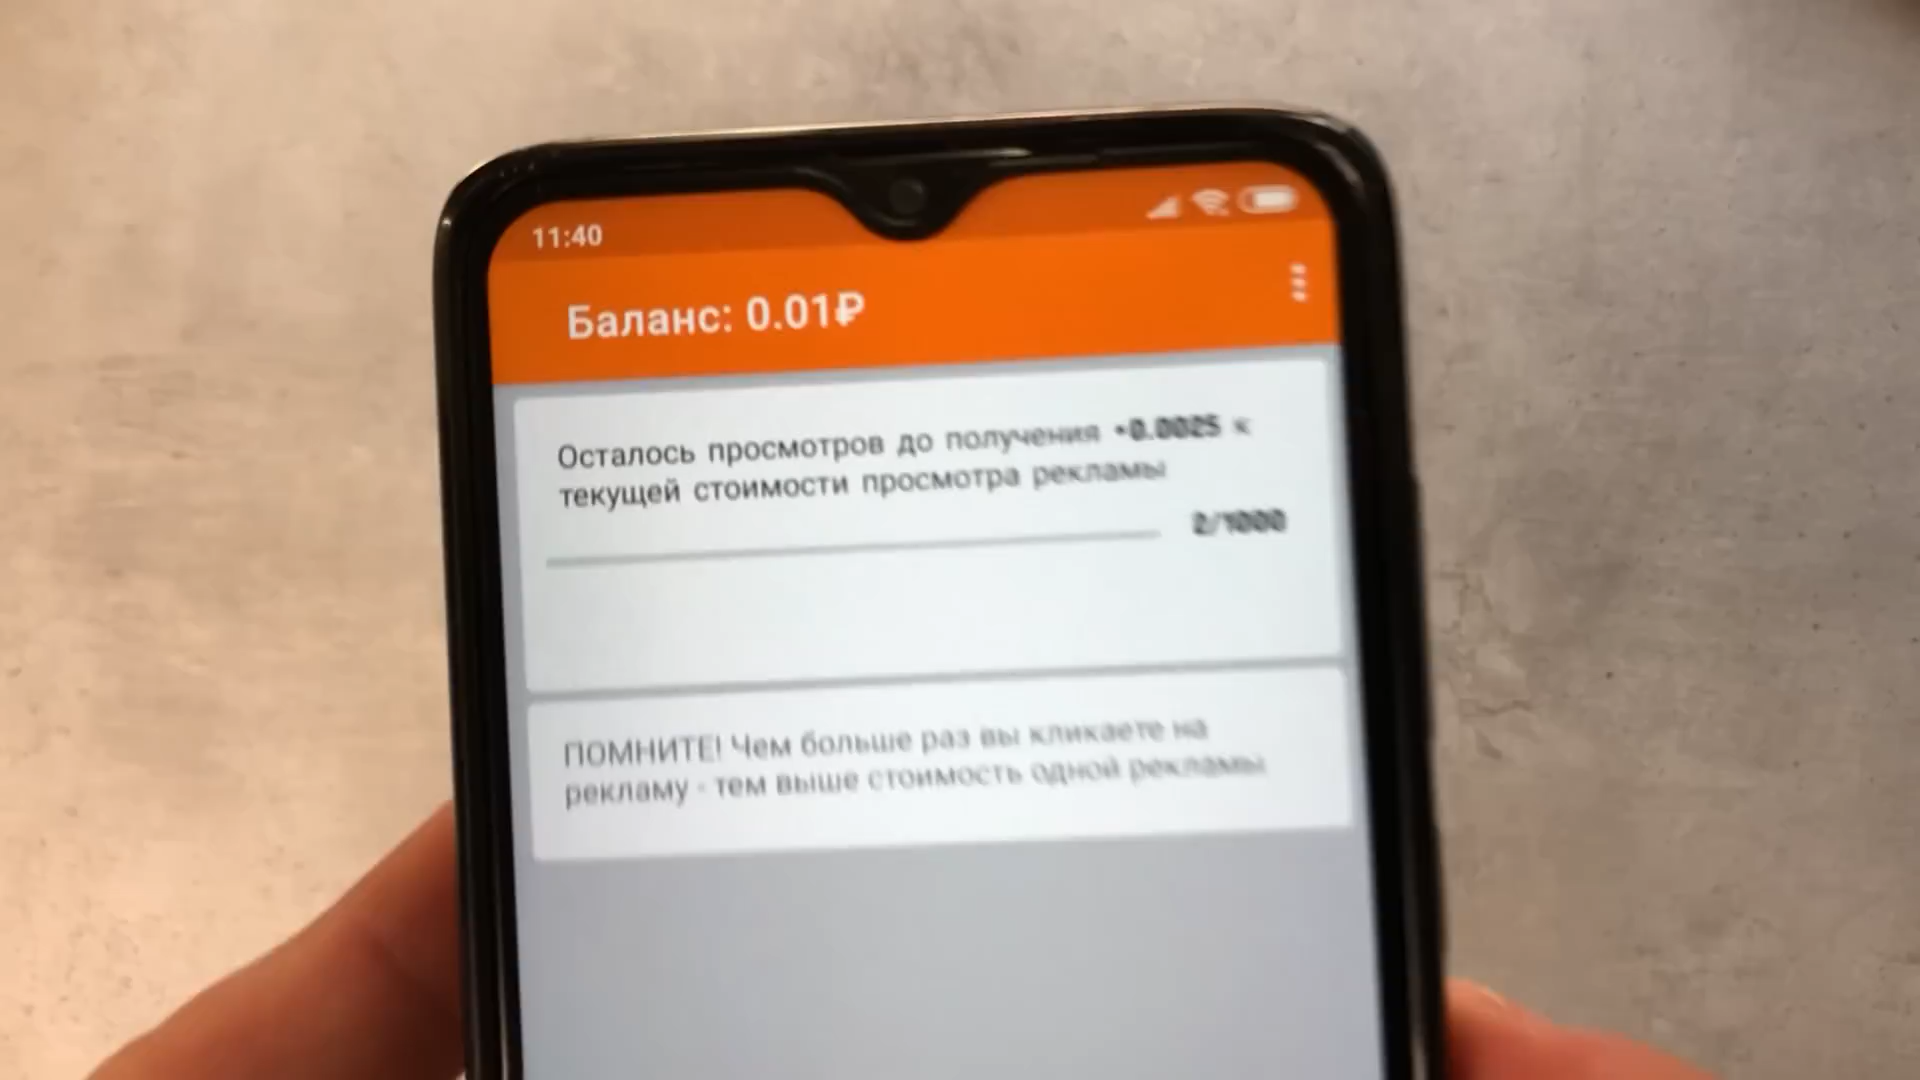 11:40
Баланс: 0.01₽
Осталось просмотров до получения +0.0025 к
текущей стоимости просмотра рекламы
2/1000
ПОМНИТЕ! Чем больше раз вы кликаете на
рекламу - тем выше стоимость одной рекламы